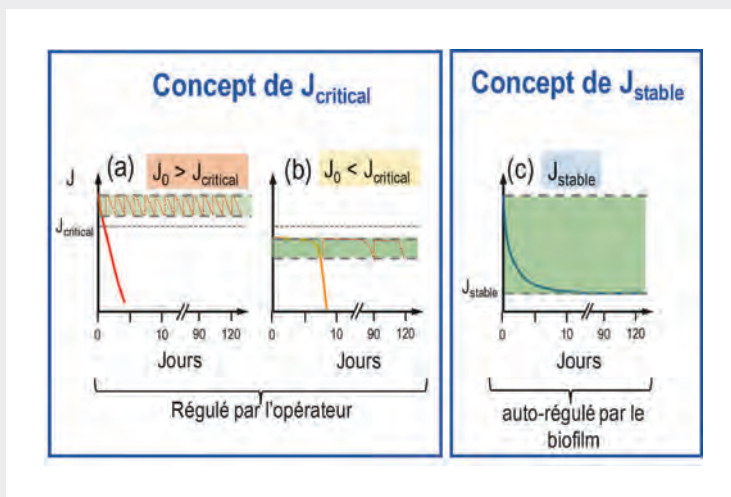 Concept de Jcritical
Concept de Jstable
(a)
J0 > Jcritical
(b)
J0 < Jcritical
(c)
Jstable
J
Jcritical
Jstable
0 10 90 120
0 10 90 120
0 10 90 120
Jours
Jours
Jours
Régulé par l'opérateur
auto-régulé par le
biofilm